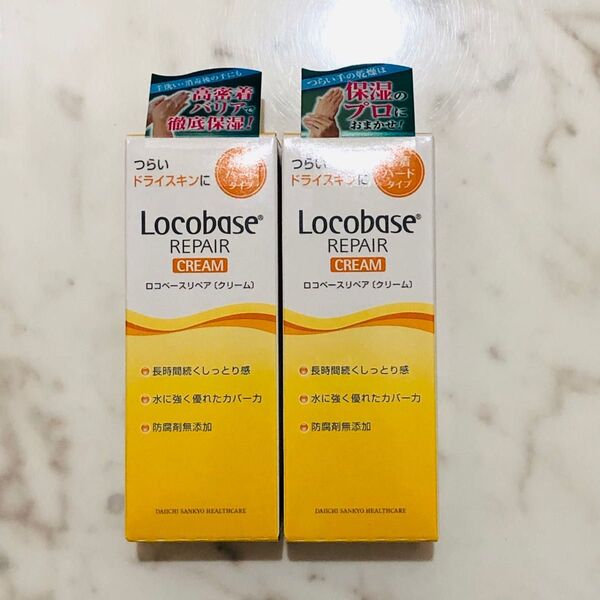 手洗い・消毒後の手にも
高密着
バリアで
徹底保湿!
つらい
ドライスキンに
ハード
タイプ
Locobase®
REPAIR
CREAM
ロコベースリペア〔クリーム〕
長時間続くしっとり感
水に強く優れたカバー力
防腐剤無添加
DAIICHI SANKYO HEALTHCARE
つらい手の乾燥は
保湿の
プロに
おまかせ!
つらい
ドライスキンに
ハード
タイプ
Locobase®
REPAIR
CREAM
ロコベースリペア〔クリーム〕
長時間続くしっとり感
水に強く優れたカバー力
防腐剤無添加
DAIICHI SANKYO HEALTHCARE